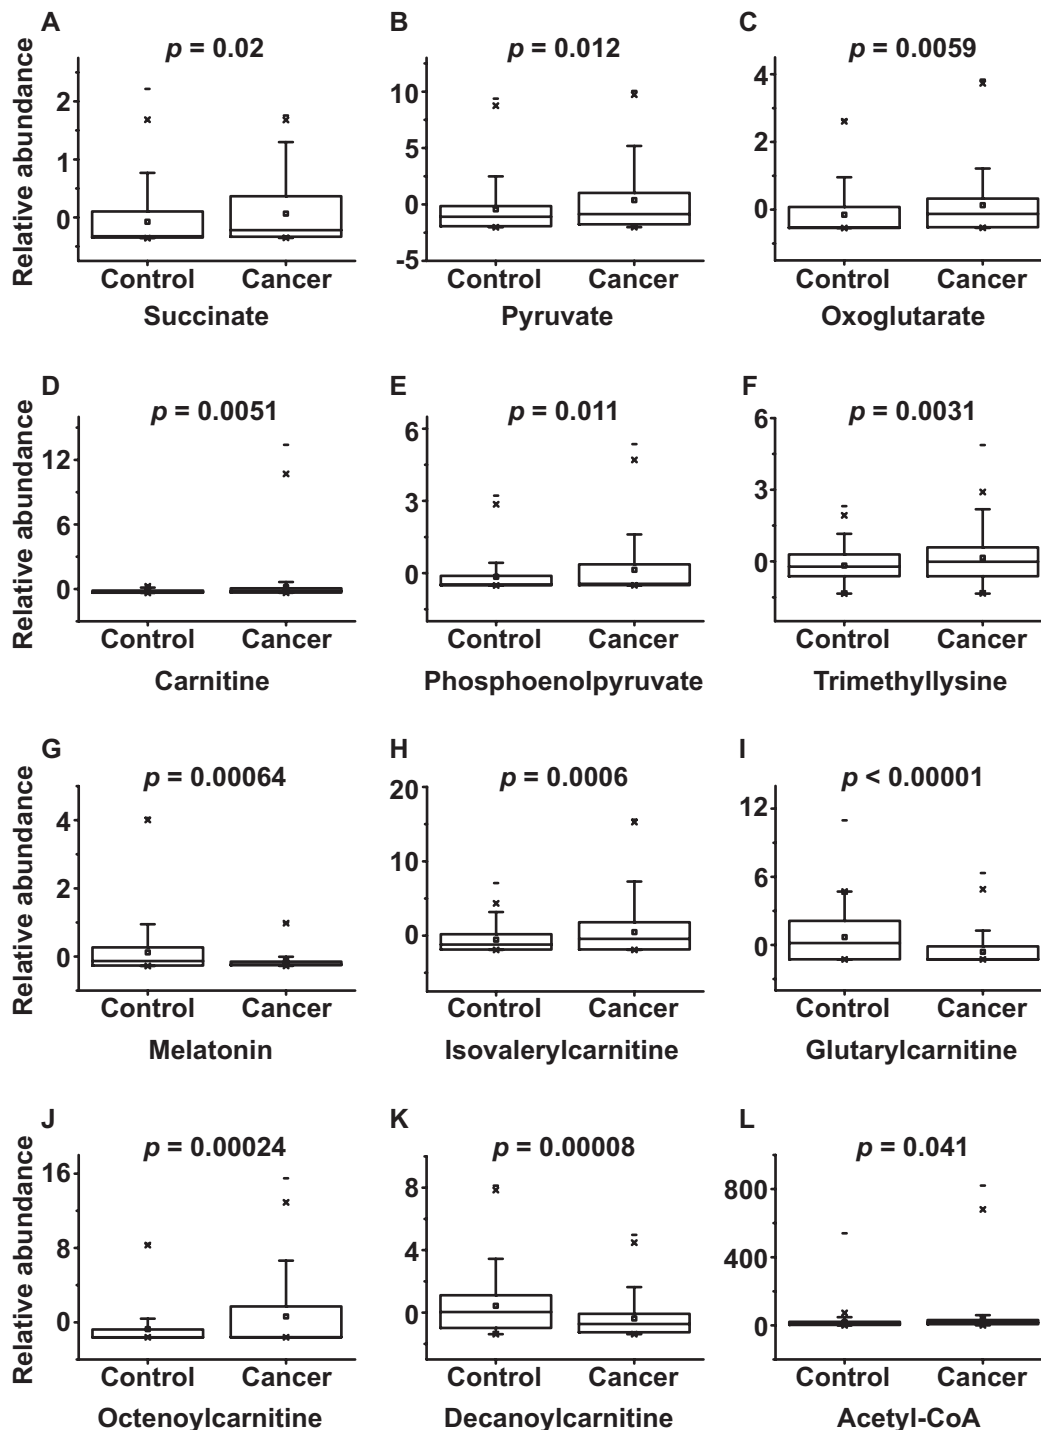 A
B
C
p = 0.02
p = 0.012
p = 0.0059
Relative abundance
2
1
0
10
5
0
-5
4
2
0
Control Cancer
Control Cancer
Control Cancer
Succinate
Pyruvate
Oxoglutarate
D
E
F
p = 0.0051
p = 0.011
p = 0.0031
Relative abundance
12
6
0
6
3
0
6
3
0
Control Cancer
Control Cancer
Control Cancer
Carnitine
Phosphoenolpyruvate
Trimethyllysine
G
H
I
p = 0.00064
p = 0.0006
p < 0.00001
Relative abundance
4
2
0
20
10
0
12
6
0
Control Cancer
Control Cancer
Control Cancer
Melatonin
Isovalerylcarnitine
Glutarylcarnitine
J
K
L
p = 0.00024
p = 0.00008
p = 0.041
Relative abundance
16
8
0
8
4
0
800
400
0
Control Cancer
Control Cancer
Control Cancer
Octenoylcarnitine
Decanoylcarnitine
Acetyl-CoA